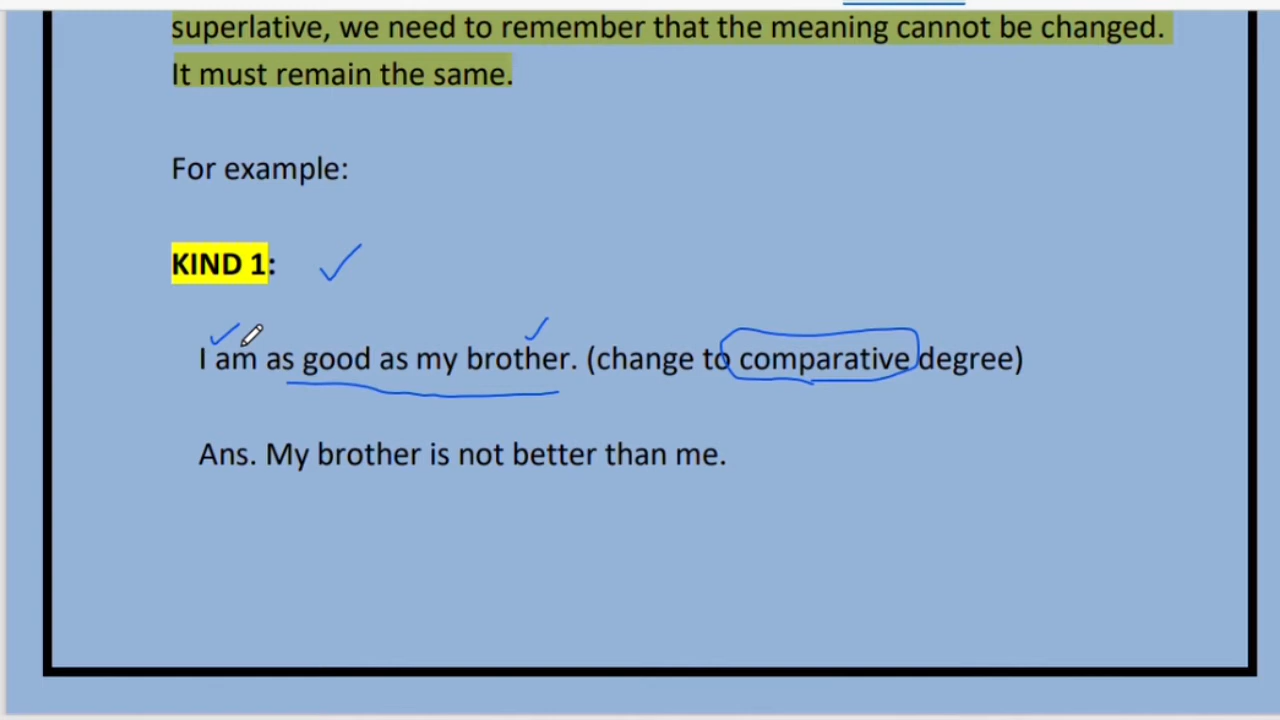 superlative, we need to remember that the meaning cannot be changed.
It must remain the same.
For example:
KIND 1:
I am as good as my brother. (change to comparative degree)
Ans. My brother is not better than me.